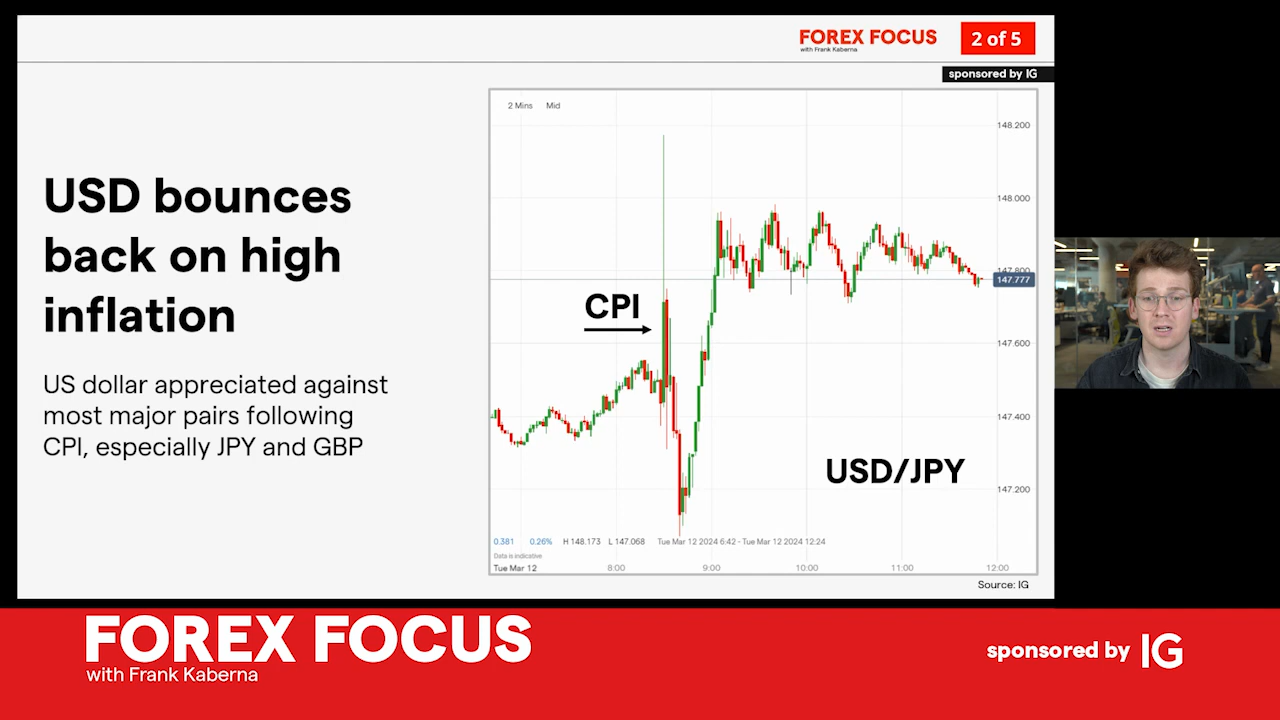 FOREX FOCUS
with Frank Kaberna
2 of 5
sponsored by IG
USD bounces
back on high
inflation
US dollar appreciated against
most major pairs following
CPI, especially JPY and GBP
2 Mins Mid
148.200
148.000
147.800
147.777
CPI
147.600
147.400
USD/JPY
147.200
0.381 0.26% H 148.173 L 147.068 Tue Mar 12 2024 6:42 - Tue Mar 12 2024 12:24
Data is indicative
Tue Mar 12 8:00 9:00 10:00 11:00 12:00
Source: IG
FOREX FOCUS
with Frank Kaberna
sponsored by IG